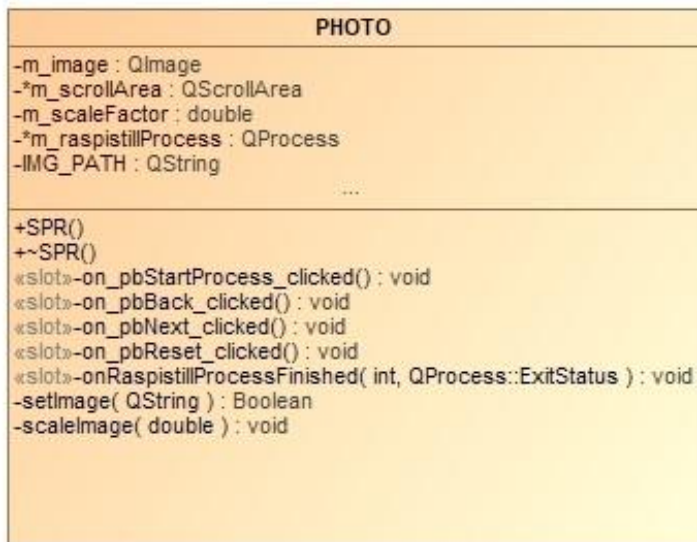 PHOTO
-m_image : QImage
-*m_scrollArea : QScrollArea
-m_scaleFactor : double
-*m_raspistillProcess : QProcess
-IMG_PATH : QString
...
+SPR()
+~SPR()
«slot»-on_pbStartProcess_clicked() : void
«slot»-on_pbBack_clicked() : void
«slot»-on_pbNext_clicked() : void
«slot»-on_pbReset_clicked() : void
«slot»-onRaspistillProcessFinished( int, QProcess::ExitStatus ) : void
-setImage( QString ) : Boolean
-scaleImage( double ) : void